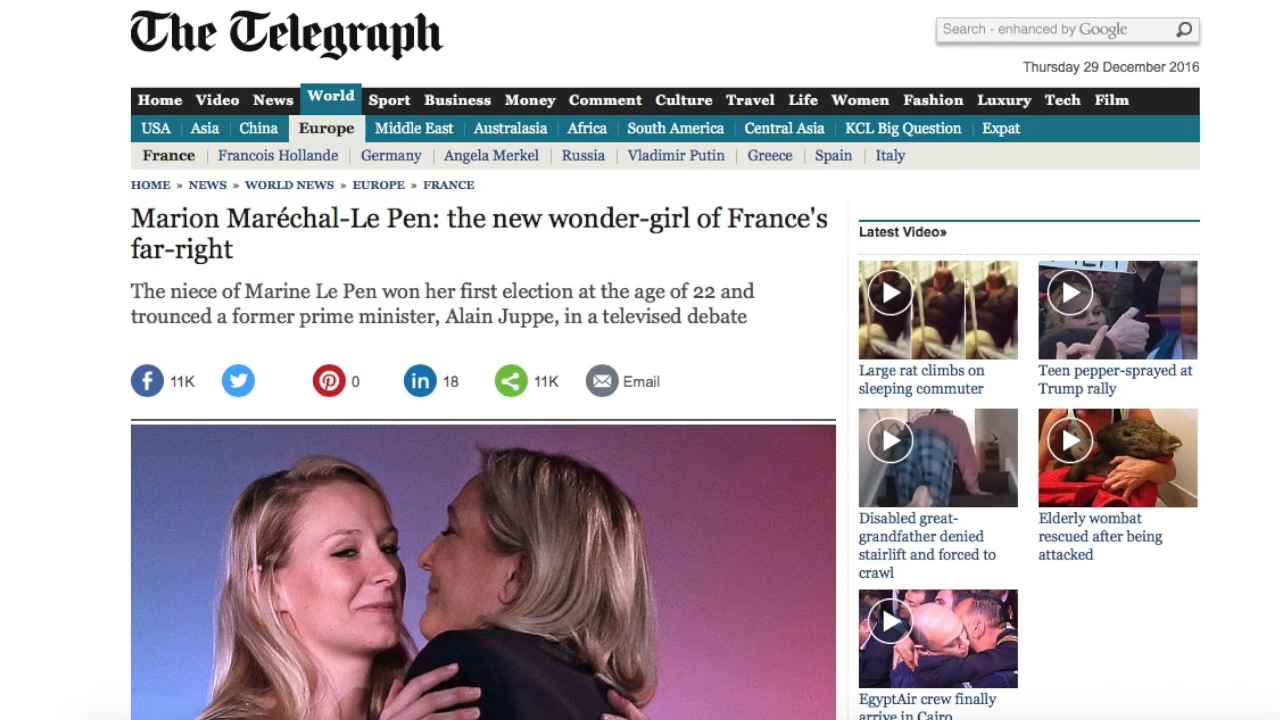 The Telegraph
Search - enhanced by Google
Thursday 29 December 2016
Home Video News World Sport Business Money Comment Culture Travel Life Women Fashion Luxury Tech Film
USA Asia China Europe Middle East Australasia Africa South America Central Asia KCL Big Question Expat
France Francois Hollande Germany Angela Merkel Russia Vladimir Putin Greece Spain Italy
HOME » NEWS » WORLD NEWS » EUROPE » FRANCE
Marion Maréchal-Le Pen: the new wonder-girl of France's
far-right
The niece of Marine Le Pen won her first election at the age of 22 and
trounced a former prime minister, Alain Juppe, in a televised debate
11K 0 in 18 11K Email
Latest Video»
Large rat climbs on
sleeping commuter
Teen pepper-sprayed at
Trump rally
Disabled great-
grandfather denied
stairlift and forced to
crawl
Elderly wombat
rescued after being
attacked
EgyptAir crew finally
arrive in Cairo